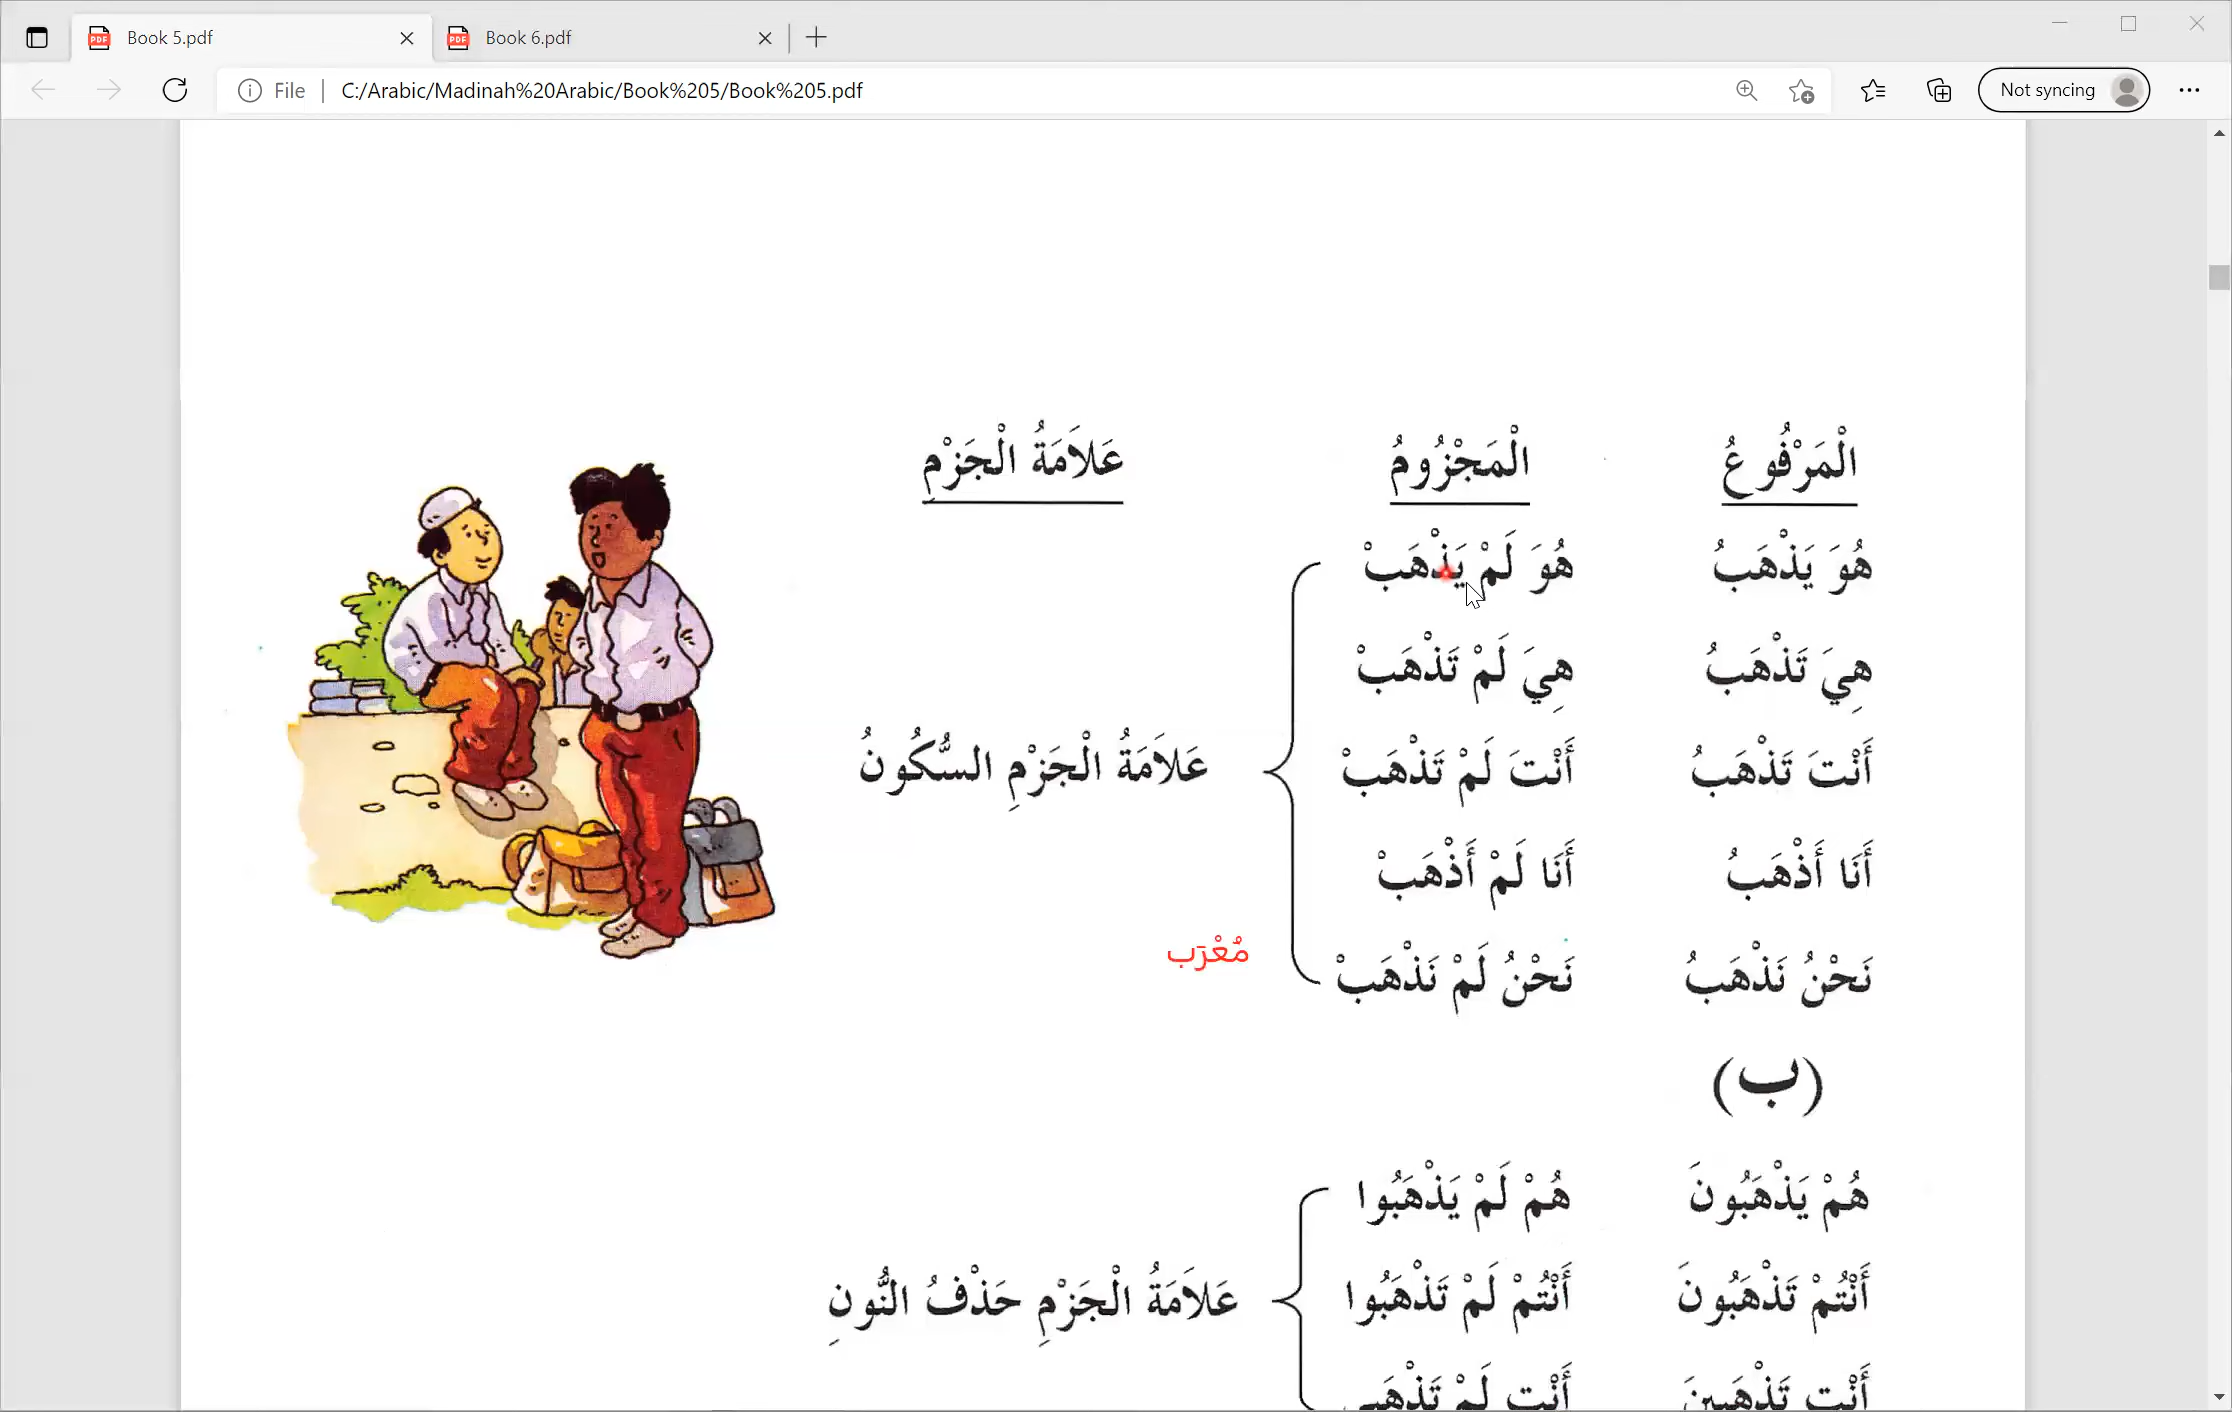 Book 5.pdf
Book 6.pdf
File
C:/Arabic/Madinah%20Arabic/Book%205/Book%205.pdf
Not syncing
الْمَرْفُوعُ الْمَجْزُومُ عَلَامَةُ الْجَزْمِ
هُوَ يَذْهَبُ هُوَ لَمْ يَذْهَبْ
هِيَ تَذْهَبُ هِيَ لَمْ تَذْهَبْ
أَنْتَ تَذْهَبُ أَنْتَ لَمْ تَذْهَبْ عَلَامَةُ الْجَزْمِ السُّكُونُ
أَنَا أَذْهَبُ أَنَا لَمْ أَذْهَبْ
مُعْرَب
نَحْنُ نَذْهَبُ نَحْنُ لَمْ نَذْهَبْ
(ب)
هُمْ يَذْهَبُونَ هُمْ لَمْ يَذْهَبُوا
أَنْتُمْ تَذْهَبُونَ أَنْتُمْ لَمْ تَذْهَبُوا عَلَامَةُ الْجَزْمِ حَذْفُ النُّونِ
أَنْتِ تَذْهَبِينَ أَنْتِ لَمْ تَذْهَبِي